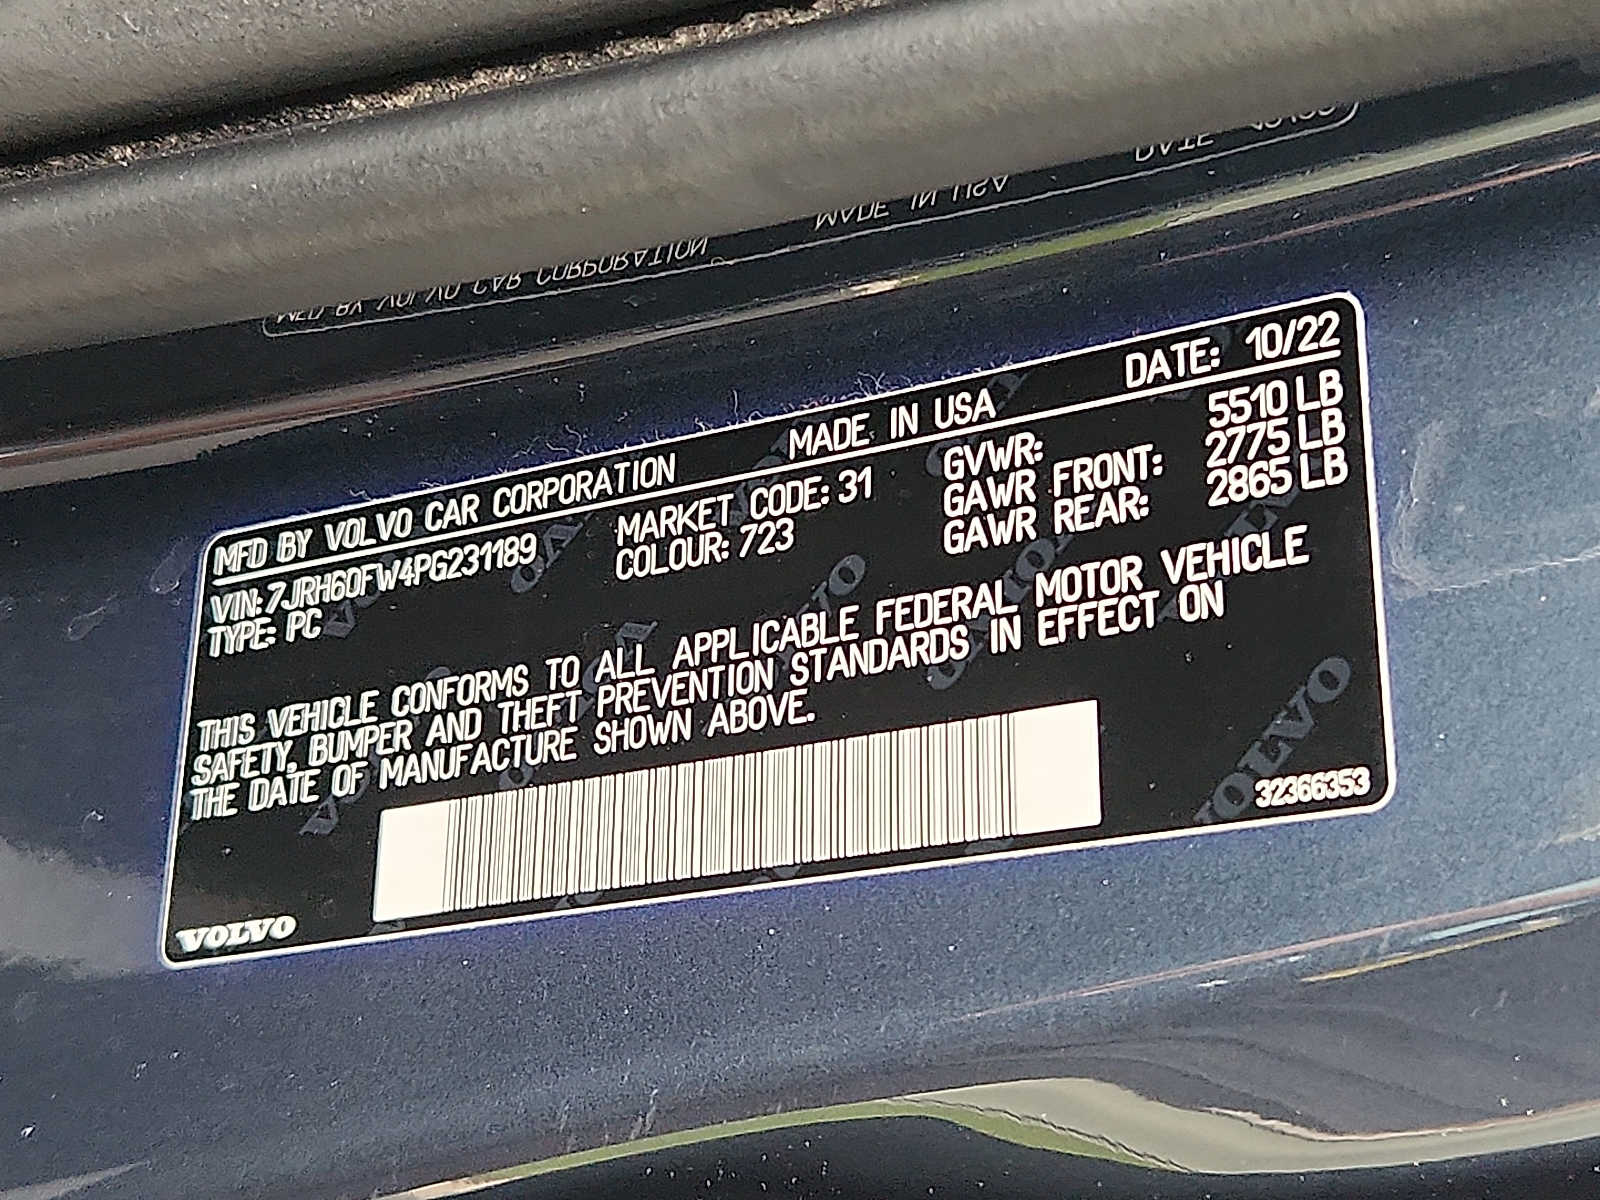 MFD BY VOLVO CAR CORPORATION MADE IN USA DATE: 10/22
VIN: 7JRH60FW4PG231189 MARKET CODE: 31 GVWR: 5510 LB
TYPE: PC COLOUR: 723 GAWR FRONT: 2775 LB
GAWR REAR: 2865 LB
THIS VEHICLE CONFORMS TO ALL APPLICABLE FEDERAL MOTOR VEHICLE
SAFETY, BUMPER AND THEFT PREVENTION STANDARDS IN EFFECT ON
THE DATE OF MANUFACTURE SHOWN ABOVE.
32366353
VOLVO